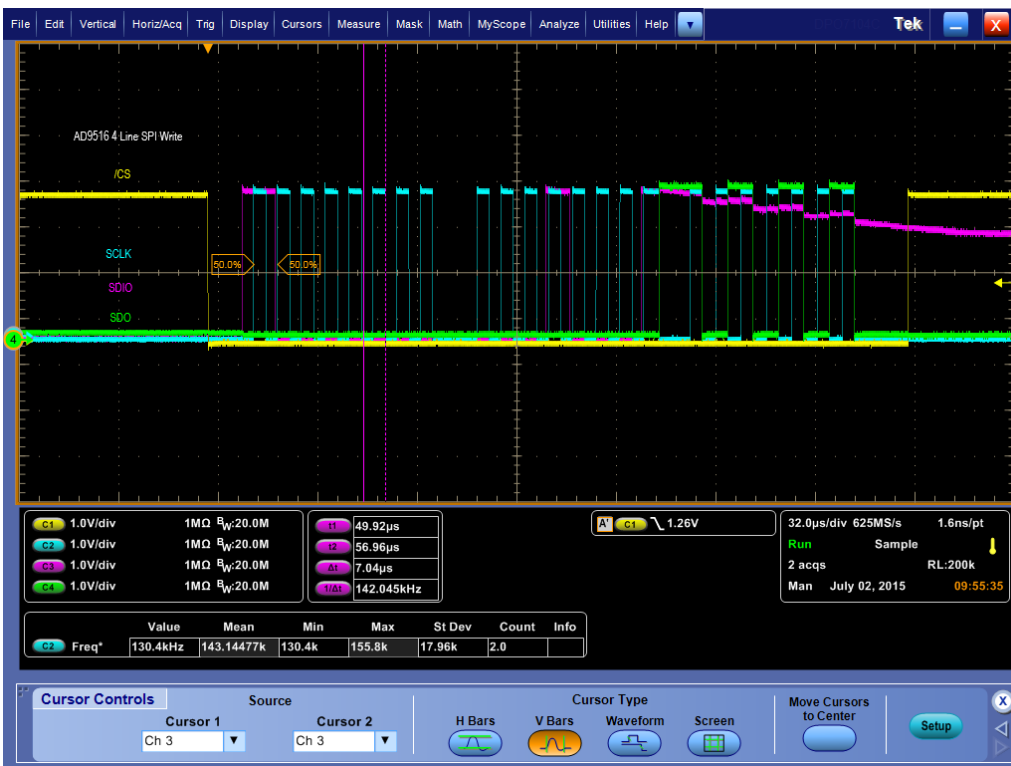 File Edit Vertical Horiz/Acq Trig Display Cursors Measure Mask Math MyScope Analyze Utilities Help Tek X
AD9516 4 Line SPI Write
/CS
SCLK
50.0% 50.0%
SDIO
SDO
4
C1 1.0V/div 1MΩ BW:20.0M
C2 1.0V/div 1MΩ BW:20.0M
C3 1.0V/div 1MΩ BW:20.0M
C4 1.0V/div 1MΩ BW:20.0M
t1 49.92µs
t2 56.96µs
Δt 7.04µs
1/Δt 142.045kHz
A' C1 1.26V
32.0µs/div 625MS/s 1.6ns/pt
Run Sample
2 acqs RL:200k
Man July 02, 2015 09:55:35
Value Mean Min Max St Dev Count Info
C2 Freq* 130.4kHz 143.14477k 130.4k 155.8k 17.96k 2.0
Cursor Controls Source Cursor Type Move Cursors to Center X
Cursor 1 Cursor 2 H Bars V Bars Waveform Screen
Ch 3 Ch 3 Setup